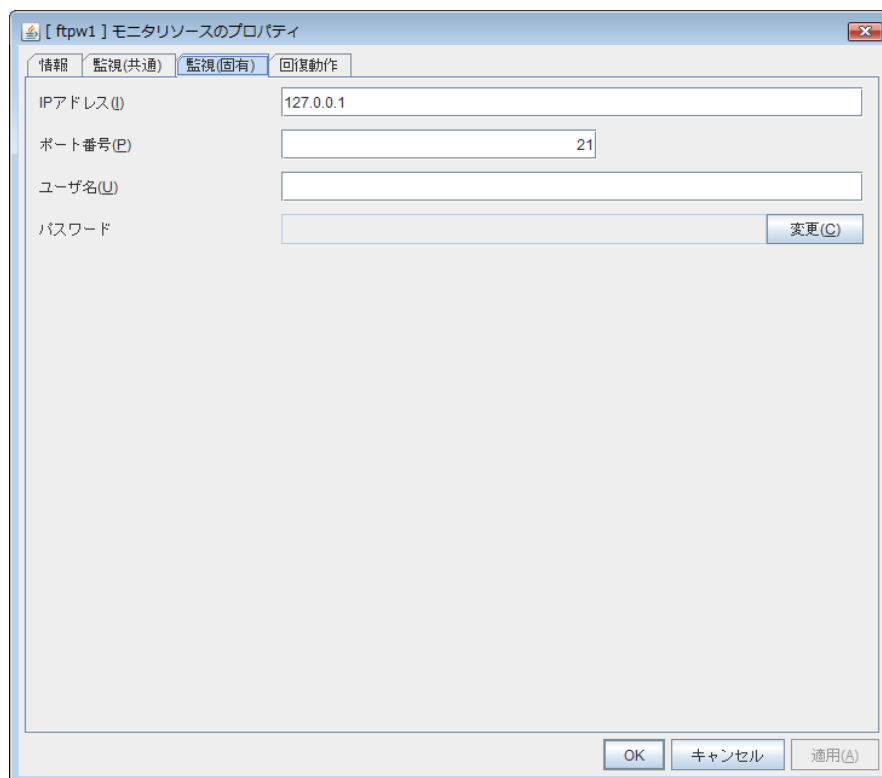 [ ftpw1 ] モニタリソースのプロパティ
情報 監視(共通) 監視(固有) 回復動作
IPアドレス(I) 127.0.0.1
ポート番号(P) 21
ユーザ名(U)
パスワード 変更(C)
OK キャンセル 適用(A)